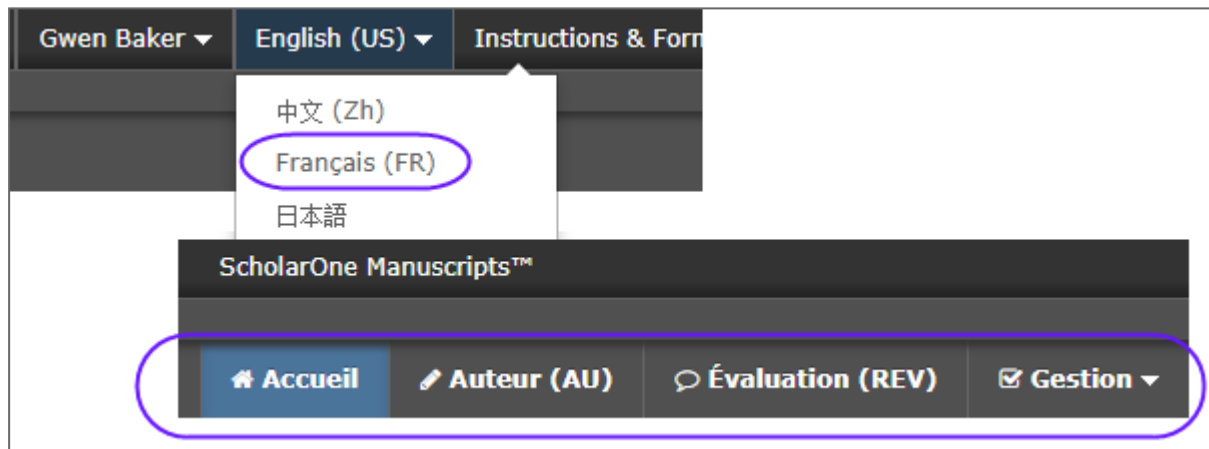 Gwen Baker English (US) Instructions & Forn
中文 (Zh)
Français (FR)
日本語
ScholarOne Manuscripts™
Accueil Auteur (AU) Évaluation (REV) Gestion